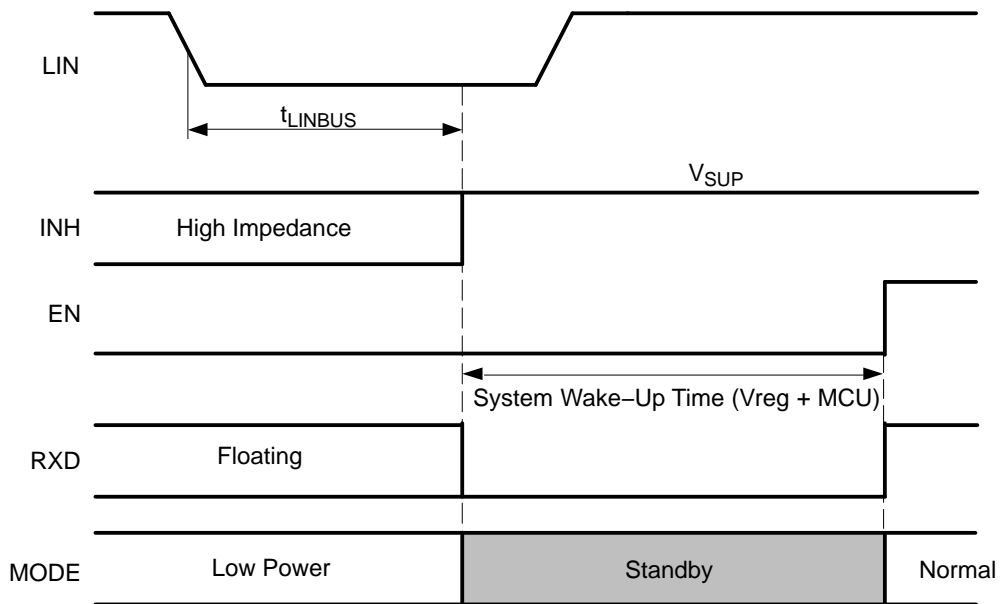 LIN
tLINBUS
VSUP
INH
High Impedance
EN
System Wake–Up Time (Vreg + MCU)
RXD
Floating
MODE
Low Power
Standby
Normal